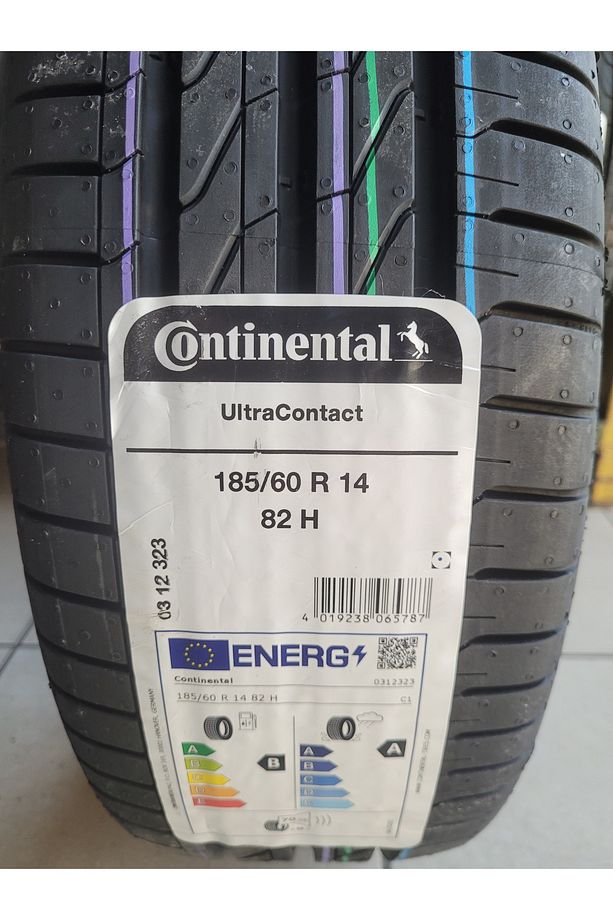 Continental
UltraContact
185/60 R 14
82 H
03 12 323
4 019238 065787
ENERG
Continental 0312323
185/60 R 14 82 H C1
A
B
C
D
E
B
A
B
C
D
E
A